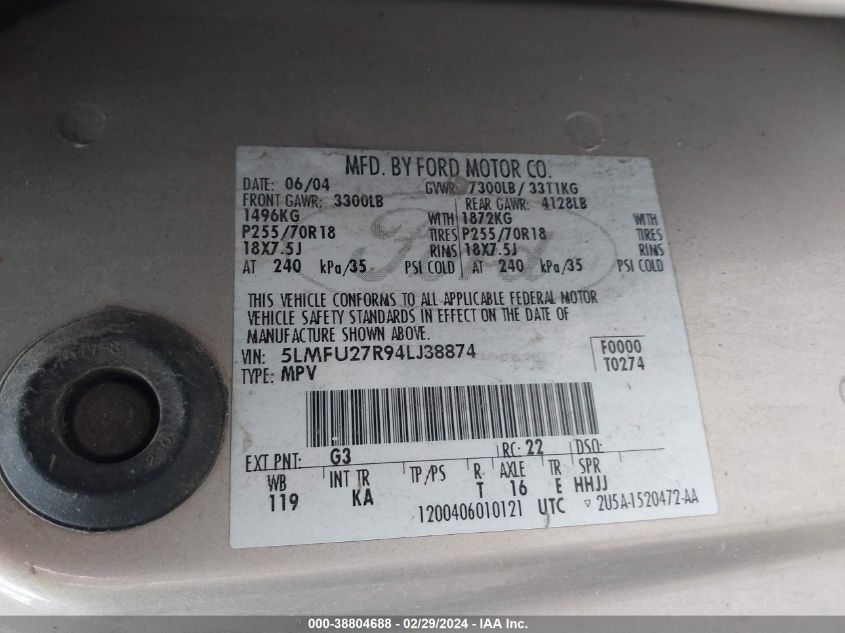 MFD. BY FORD MOTOR CO.
DATE: 06/04 GVWR: 7300LB/ 33T1KG
FRONT GAWR: 3300LB REAR GAWR: 4128LB
1496KG WITH 1872KG WITH
P255/70R18 TIRES P255/70R18 TIRES
18X7.5J RIMS 18X7.5J RIMS
AT 240 kPa/35 PSI COLD AT 240 kPa/35 PSI COLD
THIS VEHICLE CONFORMS TO ALL APPLICABLE FEDERAL MOTOR
VEHICLE SAFETY STANDARDS IN EFFECT ON THE DATE OF
MANUFACTURE SHOWN ABOVE.
VIN: 5LMFU27R94LJ38874 F0000
TYPE: MPV T0274
EXT PNT: G3 RC: 22 DSO:
WB INT TR TP/PS R AXLE TR SPR
119 KA T 16 E HHJJ
1200406010121 UTC ▽ 2U5A-1520472-AA
Ford
000-38804688 - 02/29/2024 - IAA Inc.